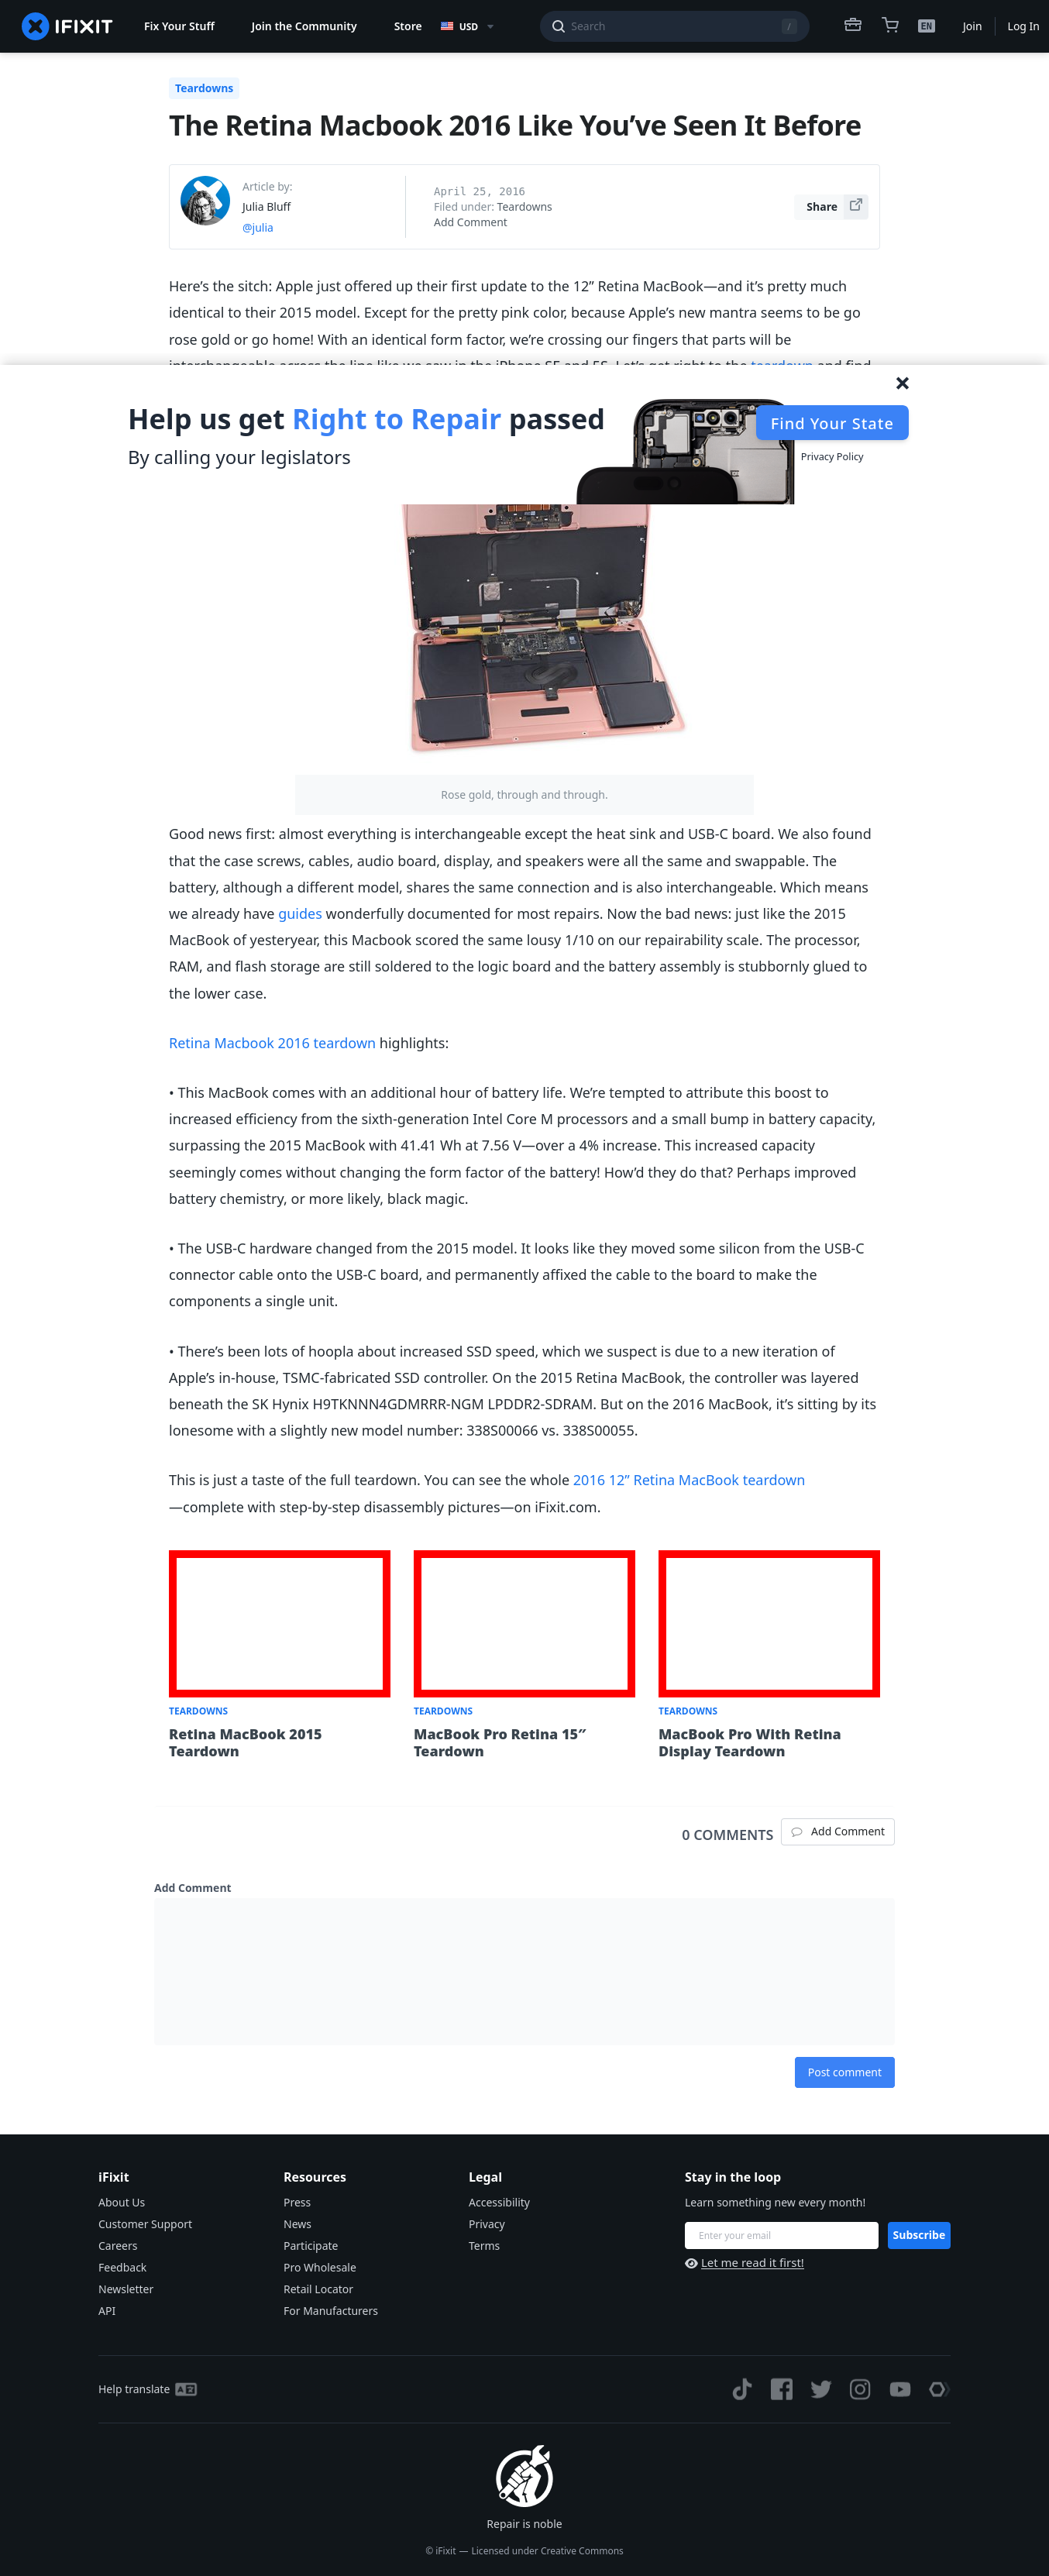 IFIXIT
Fix Your Stuff
Join the Community
Store
USD
Search
/
EN
Join
Log In
Teardowns
The Retina Macbook 2016 Like You’ve Seen It Before
Article by:
Julia Bluff
@julia
April 25, 2016
Filed under: Teardowns
Add Comment
Share
Here’s the sitch: Apple just offered up their first update to the 12” Retina MacBook—and it’s pretty much
identical to their 2015 model. Except for the pretty pink color, because Apple’s new mantra seems to be go
rose gold or go home! With an identical form factor, we’re crossing our fingers that parts will be
interchangeable across the line like we saw in the iPhone SE and 5S. Let’s get right to the teardown and find
Help us get Right to Repair passed
By calling your legislators
Find Your State
Privacy Policy
Rose gold, through and through.
Good news first: almost everything is interchangeable except the heat sink and USB-C board. We also found
that the case screws, cables, audio board, display, and speakers were all the same and swappable. The
battery, although a different model, shares the same connection and is also interchangeable. Which means
we already have guides wonderfully documented for most repairs. Now the bad news: just like the 2015
MacBook of yesteryear, this Macbook scored the same lousy 1/10 on our repairability scale. The processor,
RAM, and flash storage are still soldered to the logic board and the battery assembly is stubbornly glued to
the lower case.
Retina Macbook 2016 teardown highlights:
• This MacBook comes with an additional hour of battery life. We’re tempted to attribute this boost to
increased efficiency from the sixth-generation Intel Core M processors and a small bump in battery capacity,
surpassing the 2015 MacBook with 41.41 Wh at 7.56 V—over a 4% increase. This increased capacity
seemingly comes without changing the form factor of the battery! How’d they do that? Perhaps improved
battery chemistry, or more likely, black magic.
• The USB-C hardware changed from the 2015 model. It looks like they moved some silicon from the USB-C
connector cable onto the USB-C board, and permanently affixed the cable to the board to make the
components a single unit.
• There’s been lots of hoopla about increased SSD speed, which we suspect is due to a new iteration of
Apple’s in-house, TSMC-fabricated SSD controller. On the 2015 Retina MacBook, the controller was layered
beneath the SK Hynix H9TKNNN4GDMRRR-NGM LPDDR2-SDRAM. But on the 2016 MacBook, it’s sitting by its
lonesome with a slightly new model number: 338S00066 vs. 338S00055.
This is just a taste of the full teardown. You can see the whole 2016 12” Retina MacBook teardown
—complete with step-by-step disassembly pictures—on iFixit.com.
TEARDOWNS
Retina MacBook 2015
Teardown
TEARDOWNS
MacBook Pro Retina 15″
Teardown
TEARDOWNS
MacBook Pro With Retina
Display Teardown
0 COMMENTS
Add Comment
Add Comment
Post comment
iFixit
About Us
Customer Support
Careers
Feedback
Newsletter
API
Resources
Press
News
Participate
Pro Wholesale
Retail Locator
For Manufacturers
Legal
Accessibility
Privacy
Terms
Stay in the loop
Learn something new every month!
Enter your email
Subscribe
Let me read it first!
Help translate
Repair is noble
© iFixit — Licensed under Creative Commons